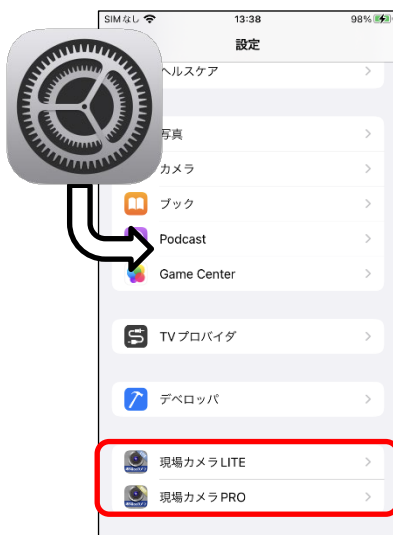 SIMなし 13:38 98%
設定
ヘルスケア
写真
カメラ
ブック
Podcast
Game Center
TVプロバイダ
デベロッパ
現場カメラLITE
現場カメラPRO